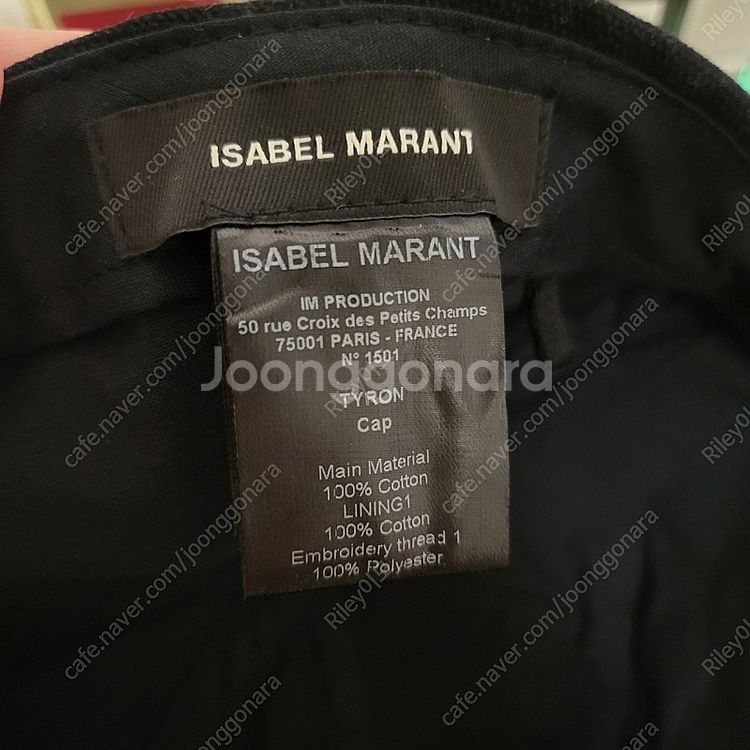 ISABEL MARANT
ISABEL MARANT
IM PRODUCTION
50 rue Croix des Petits Champs
75001 PARIS - FRANCE
N° 1501
Joonggonara
TYRON
Cap
Main Material
100% Cotton
LINING1
100% Cotton
Embroidery thread 1
100% Polyester
cafe.naver.com/joonggonara